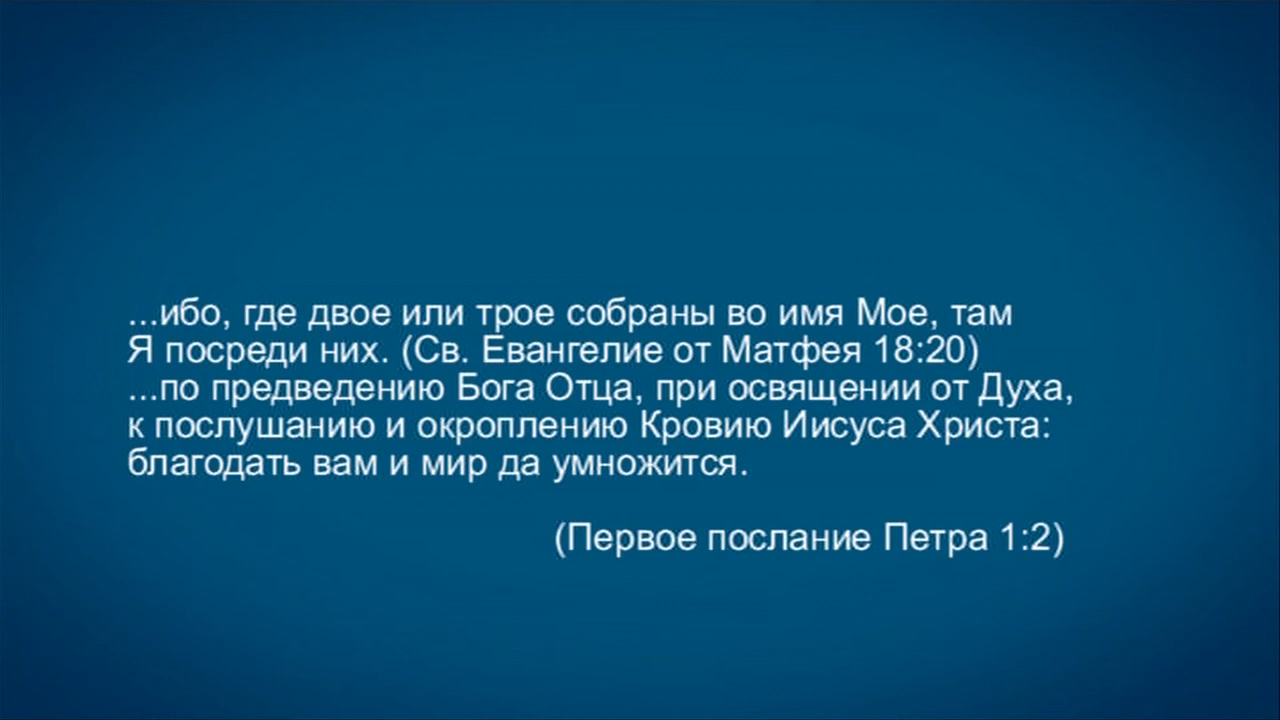 ...ибо, где двое или трое собраны во имя Мое, там
Я посреди них. (Св. Евангелие от Матфея 18:20)
...по предведению Бога Отца, при освящении от Духа,
к послушанию и окроплению Кровию Иисуса Христа:
благодать вам и мир да умножится.
(Первое послание Петра 1:2)